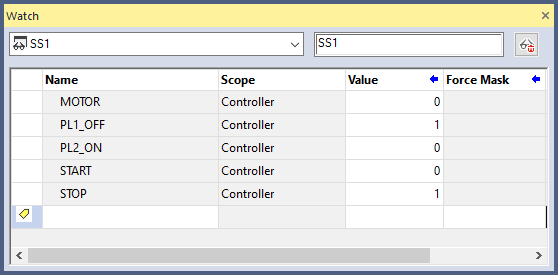 Watch
SS1 SS1
Name Scope Value Force Mask
MOTOR Controller 0
PL1_OFF Controller 1
PL2_ON Controller 0
START Controller 0
STOP Controller 1